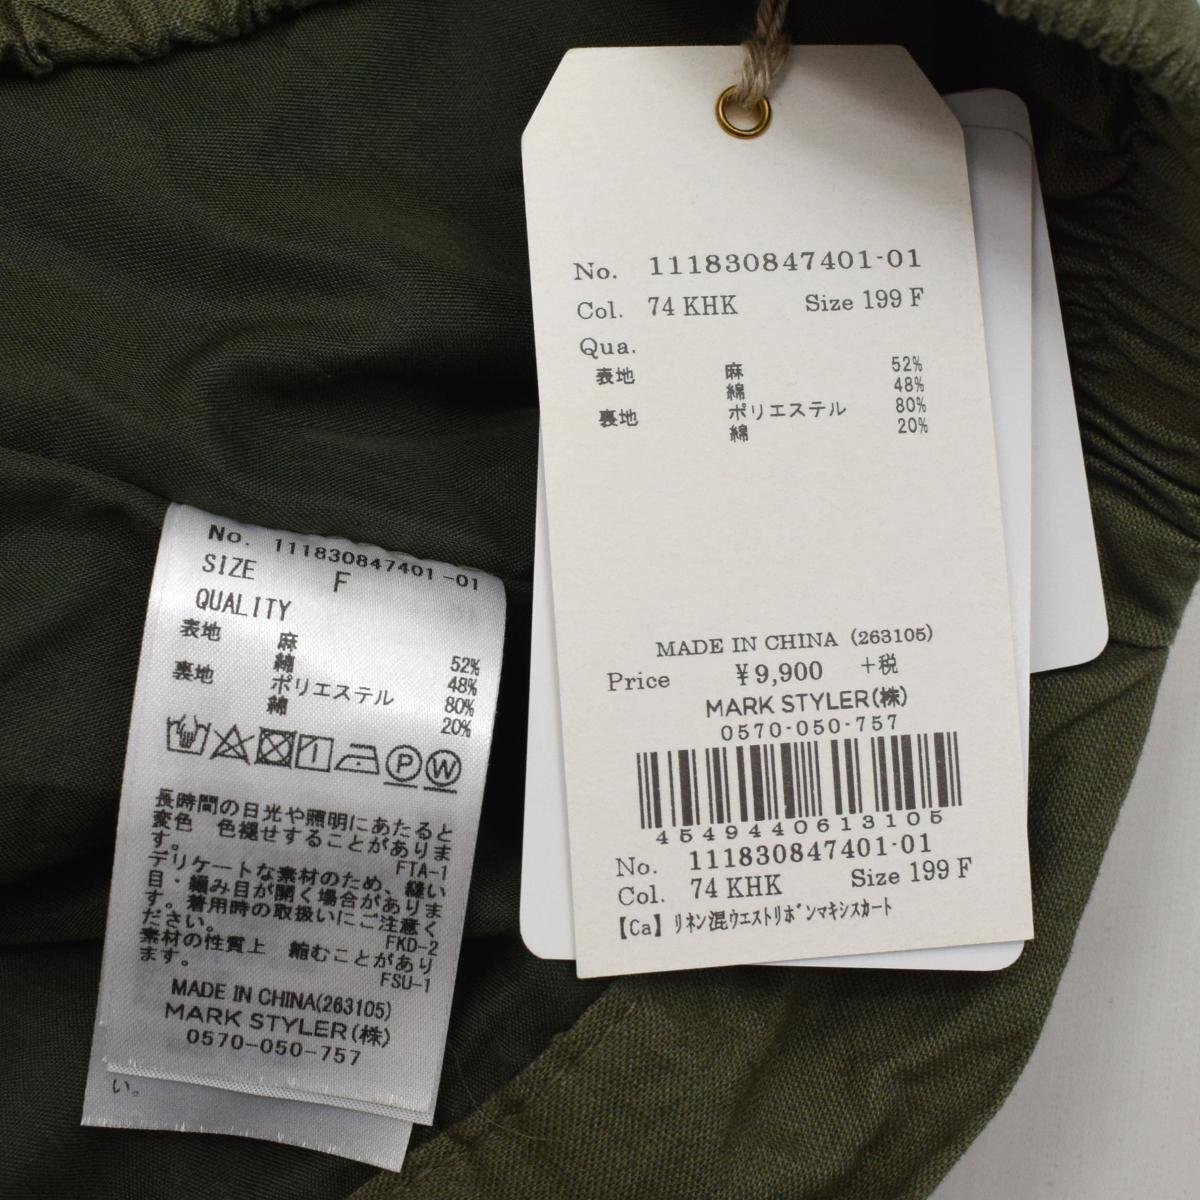 No. 111830847401-01
Col. 74 KHK Size 199 F
Qua.
表地 麻 52%
綿 48%
裏地 ポリエステル 80%
綿 20%
MADE IN CHINA (263105)
Price ¥9,900 +税
MARK STYLER(株)
0570-050-757
4549440613105
No. 111830847401-01
Col. 74 KHK Size 199 F
【Ca】リネン混ウエストリボンマキシスカート
No. 111830847401-01
SIZE F
QUALITY
表地 麻 52%
綿 48%
裏地 ポリエステル 80%
綿 20%
P W
長時間の日光や照明にあたると
変色 色褪せすることがありま
す。 FTA-1
デリケートな素材のため、縫い
目・編み目が開く場合がありま
す。着用時の取扱いにご注意く
ださい。 FKD-2
素材の性質上 縮むことがあり
ます。 FSU-1
MADE IN CHINA(263105)
MARK STYLER(株)
0570-050-757
い。